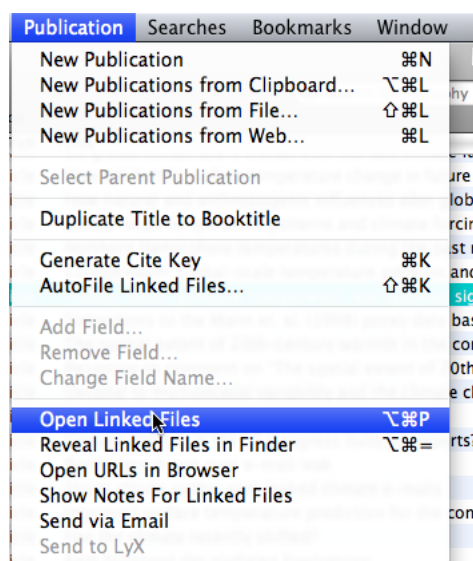 Publication Searches Bookmarks Window
New Publication ⌘N
New Publications from Clipboard... ⌥⌘L
New Publications from File... ⇧⌘L
New Publications from Web... ⌘L
Select Parent Publication
Duplicate Title to Booktitle
Generate Cite Key ⌘K
AutoFile Linked Files... ⇧⌘K
Add Field...
Remove Field...
Change Field Name...
Open Linked Files ⌥⌘P
Reveal Linked Files in Finder ⌥⌘=
Open URLs in Browser
Show Notes For Linked Files
Send via Email
Send to LyX